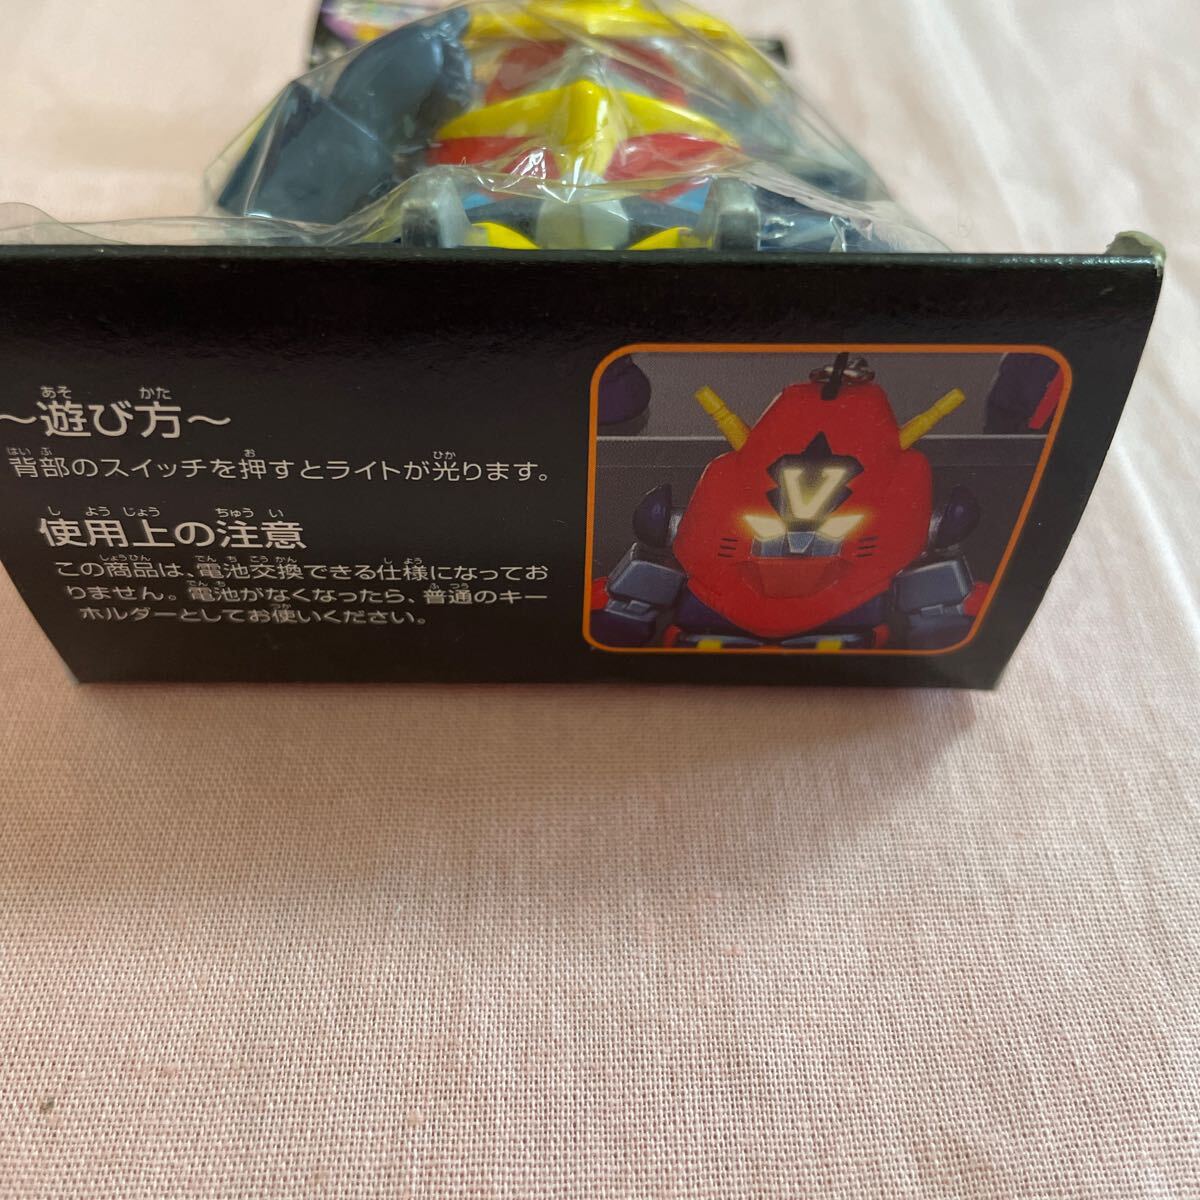 ～遊び方～
背部のスイッチを押すとライトが光ります。
使用上の注意
この商品は、電池交換できる仕様になってお
りません。電池がなくなったら、普通のキー
ホルダーとしてお使いください。
V